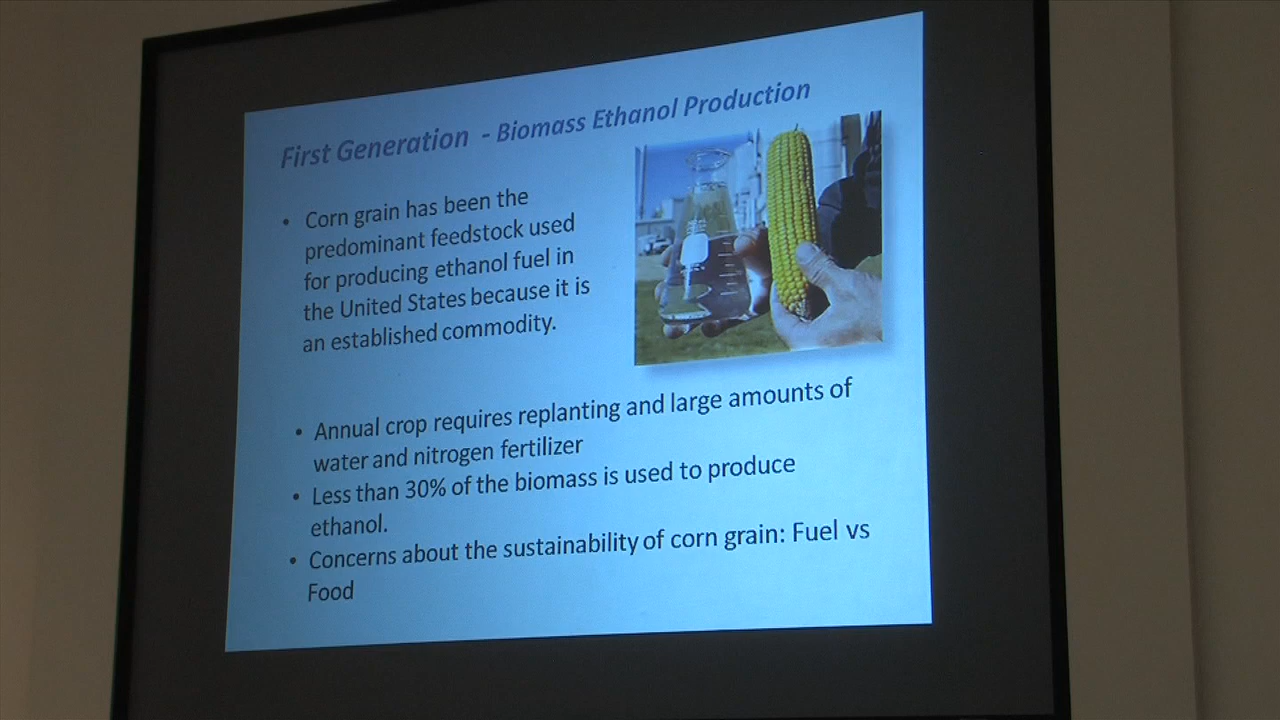 First Generation - Biomass Ethanol Production
• Corn grain has been the
predominant feedstock used
for producing ethanol fuel in
the United States because it is
an established commodity.
• Annual crop requires replanting and large amounts of
water and nitrogen fertilizer
• Less than 30% of the biomass is used to produce
ethanol.
• Concerns about the sustainability of corn grain: Fuel vs
Food